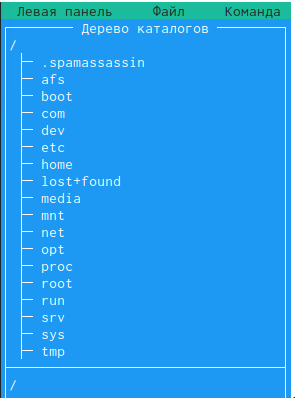 Левая панель Файл Команда
Дерево каталогов
/
.spamassassin
afs
boot
com
dev
etc
home
lost+found
media
mnt
net
opt
proc
root
run
srv
sys
tmp
/